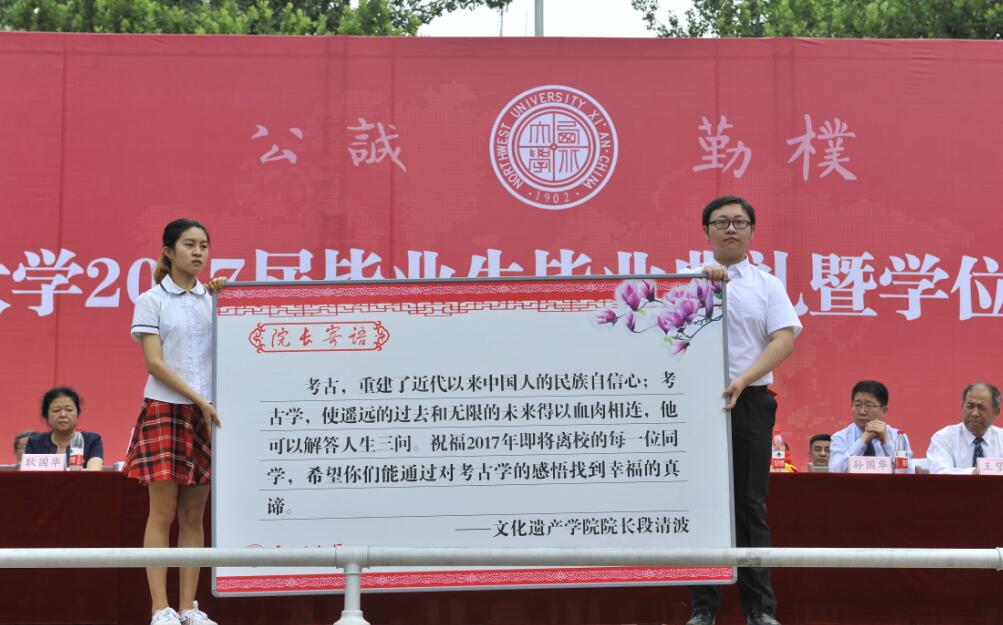 公 誠
NORTHWEST UNIVERSITY XI'AN·CHINA
西北大學
1902
勤 樸
大学2017届毕业生毕业典礼暨学位
院长寄语
考古，重建了近代以来中国人的民族自信心；考
古学，使遥远的过去和无限的未来得以血肉相连，他
可以解答人生三问。祝福2017年即将离校的每一位同
学，希望你们能通过对考古学的感悟找到幸福的真
谛。
——文化遗产学院院长段清波
耿国华
孙国华
王